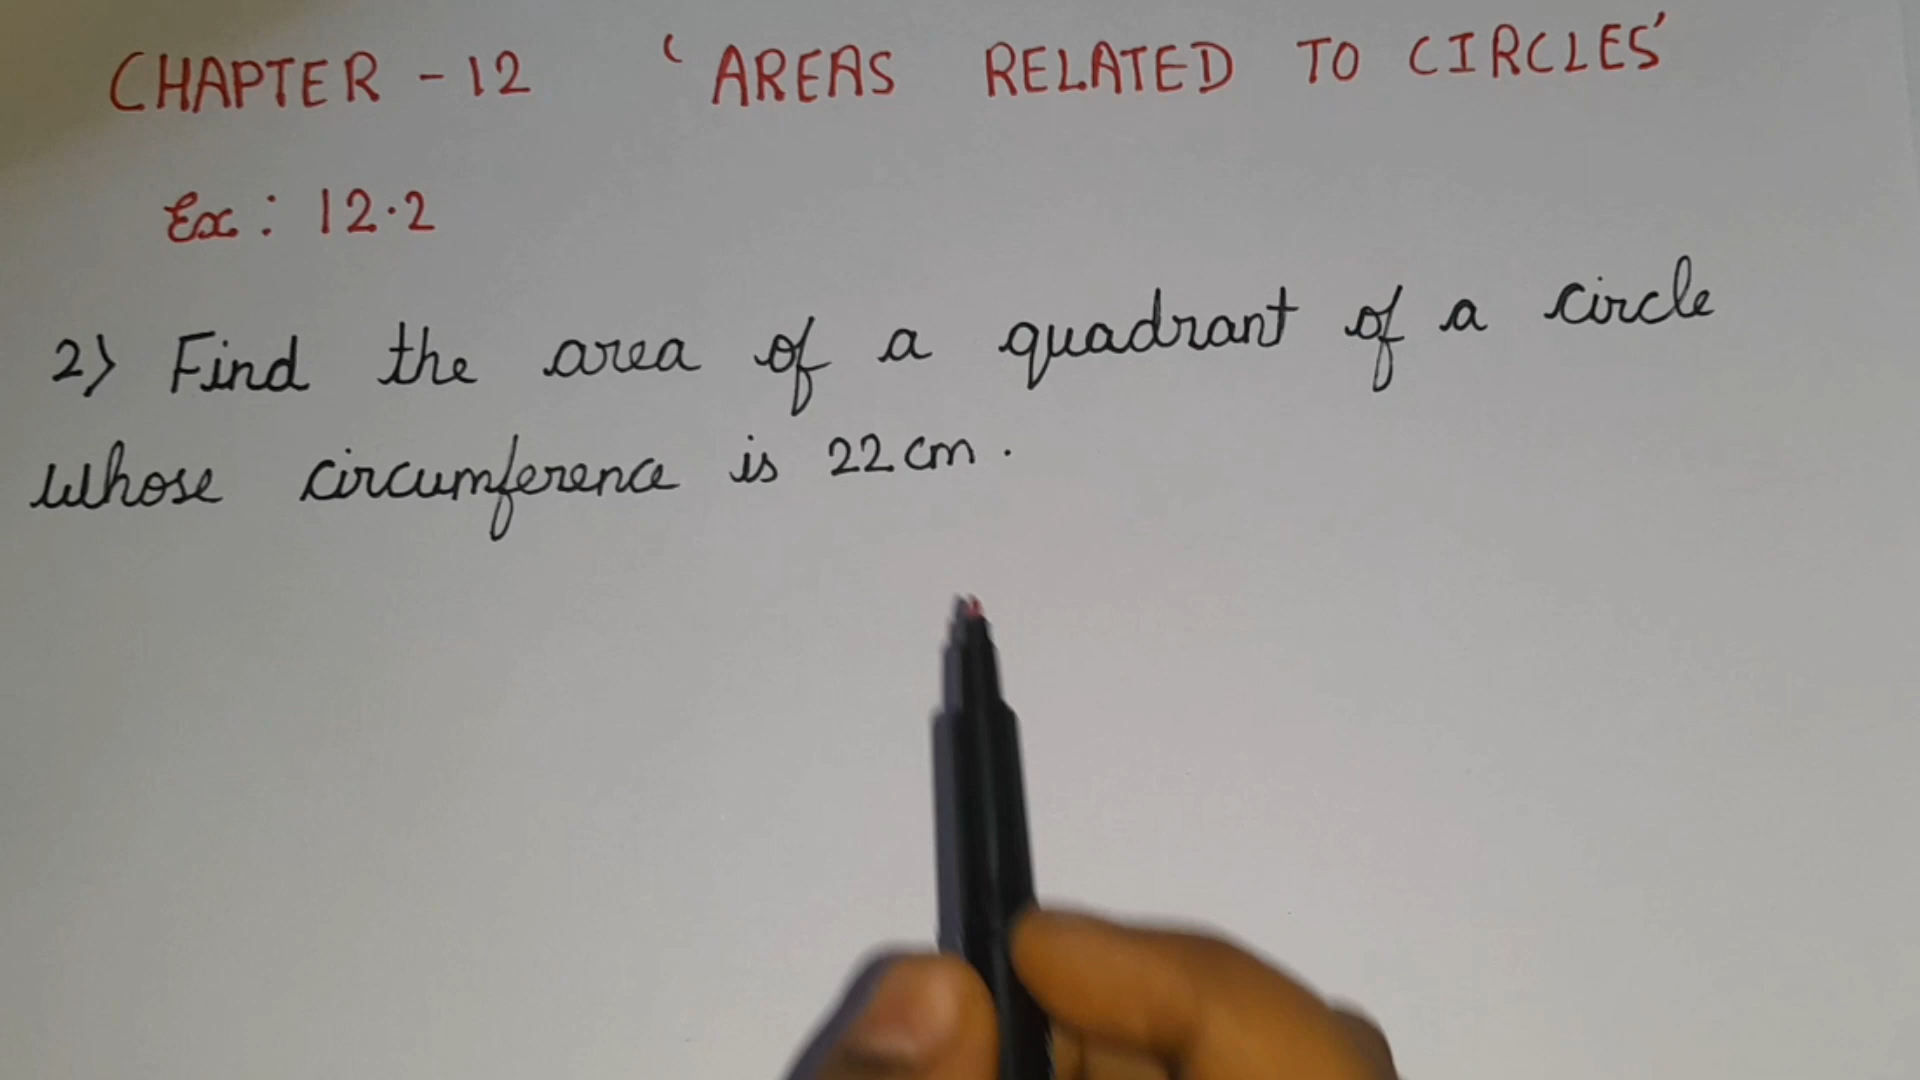 CHAPTER - 12 ‘AREAS RELATED TO CIRCLES’
Ex: 12.2
2) Find the area of a quadrant of a circle
whose circumference is 22 cm.